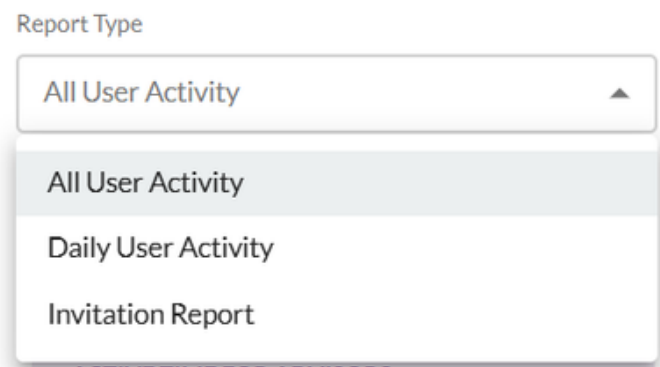 Report Type
All User Activity
All User Activity
Daily User Activity
Invitation Report